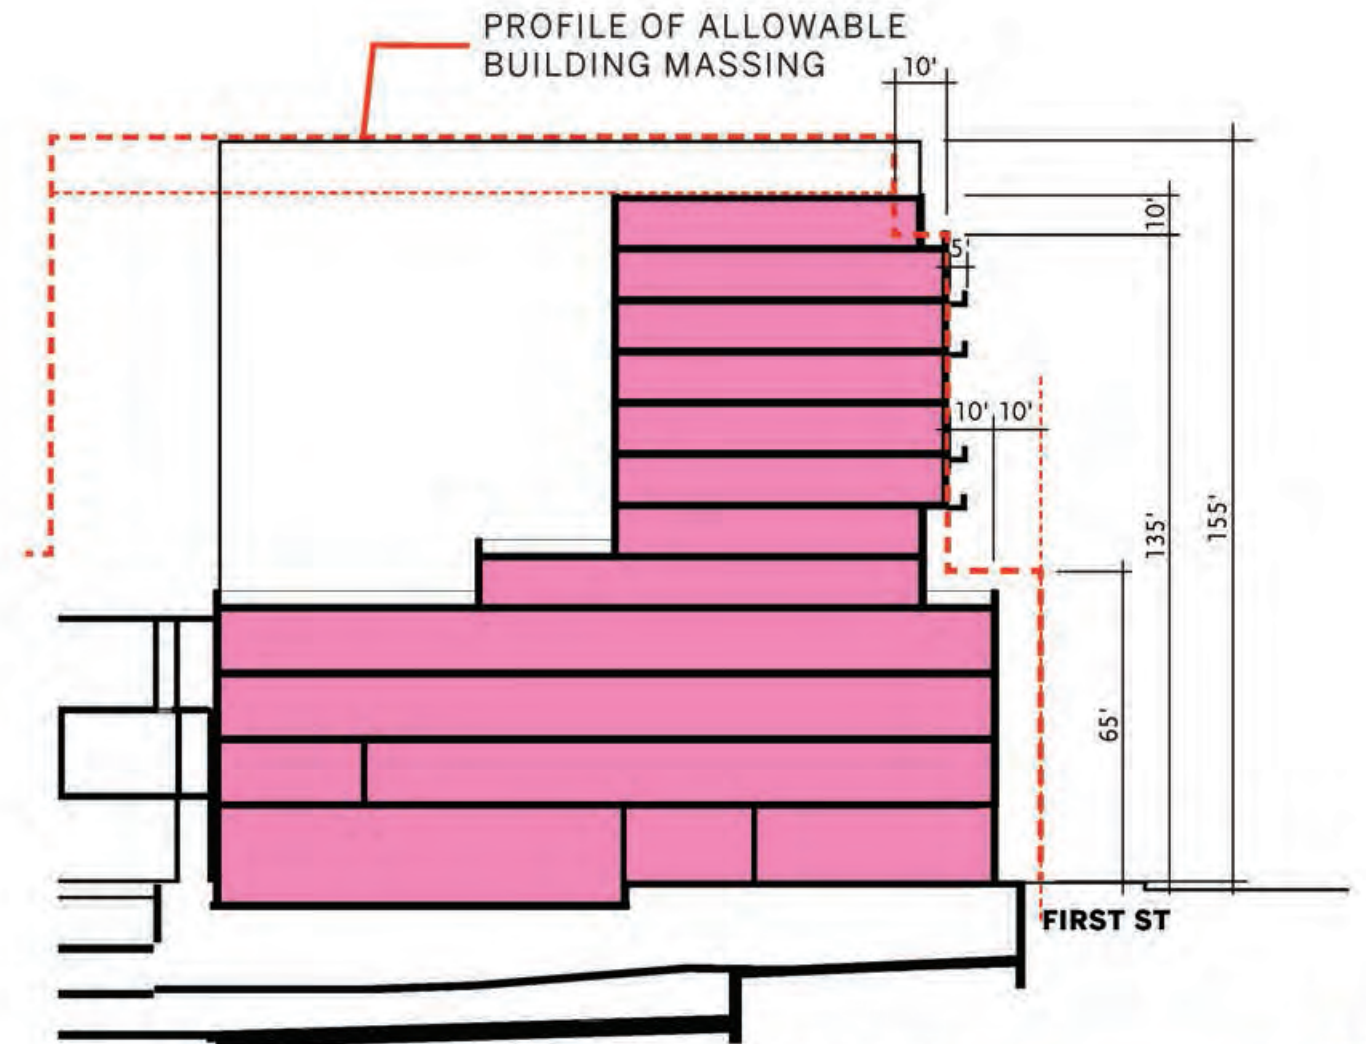 PROFILE OF ALLOWABLE
BUILDING MASSING
10'
10'
5'
10' 10'
135'
155'
65'
FIRST ST